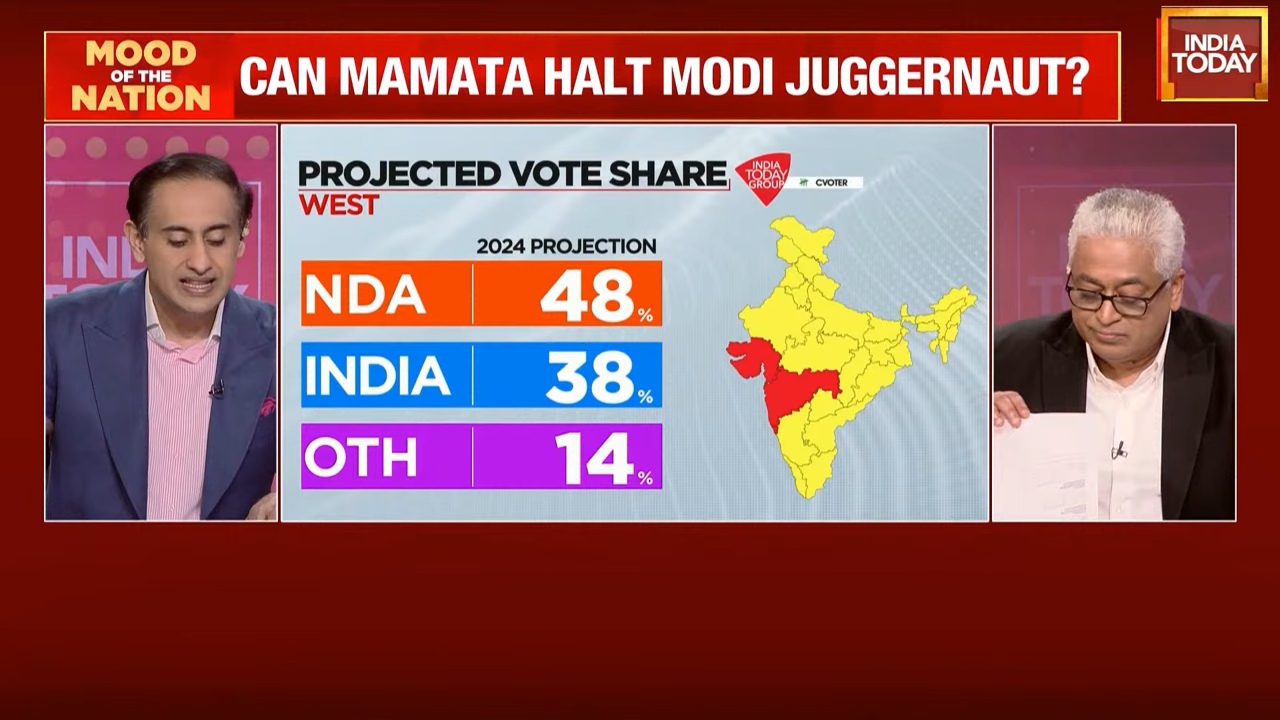 MOOD
OF THE
NATION
CAN MAMATA HALT MODI JUGGERNAUT?
INDIA
TODAY
PROJECTED VOTE SHARE
INDIA
TODAY
GROUP
CVOTER
WEST
2024 PROJECTION
NDA 48%
INDIA 38%
OTH 14%